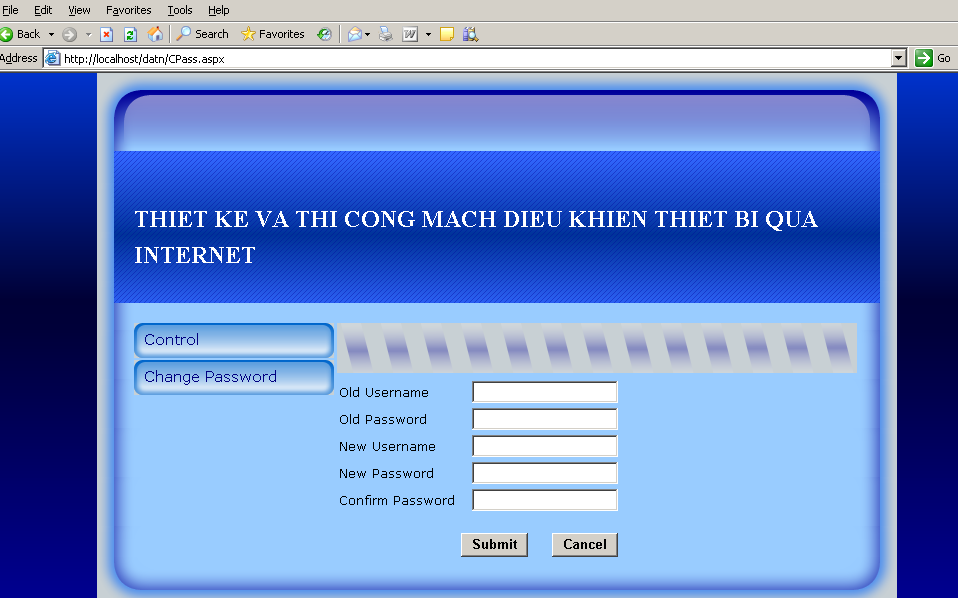 File Edit View Favorites Tools Help
Back Search Favorites
Address http://localhost/datn/CPass.aspx Go
THIET KE VA THI CONG MACH DIEU KHIEN THIET BI QUA
INTERNET
Control
Change Password
Old Username
Old Password
New Username
New Password
Confirm Password
Submit Cancel